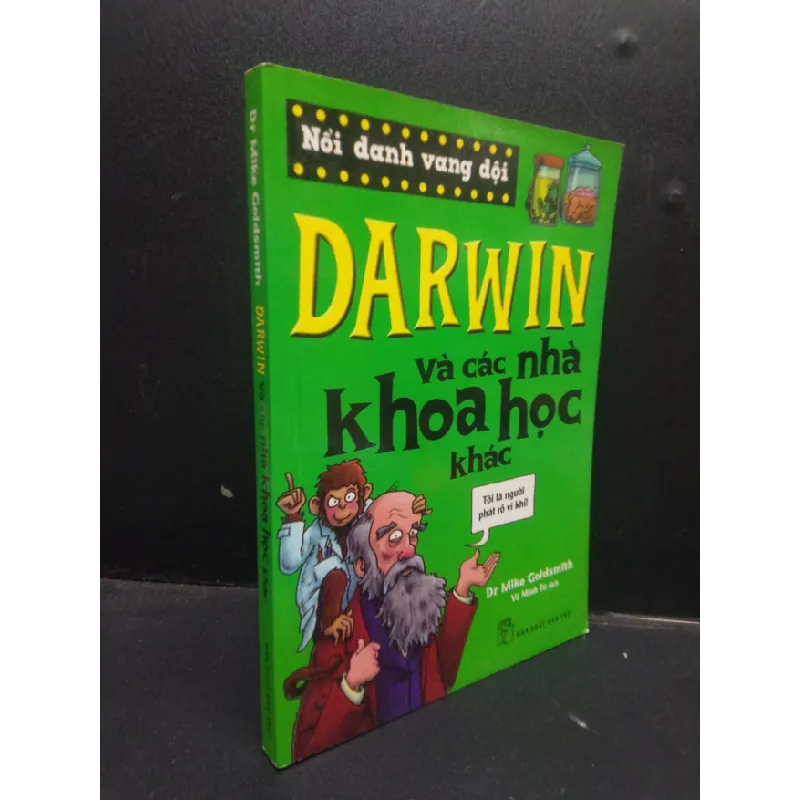 Nổi danh vang dội
DARWIN
và các nhà
khoa học
khác
Tôi là người
phát rồ vì khỉ!
Dr Mike Goldsmith
Dr Mike Goldsmith DARWIN và các nhà khoa học khác